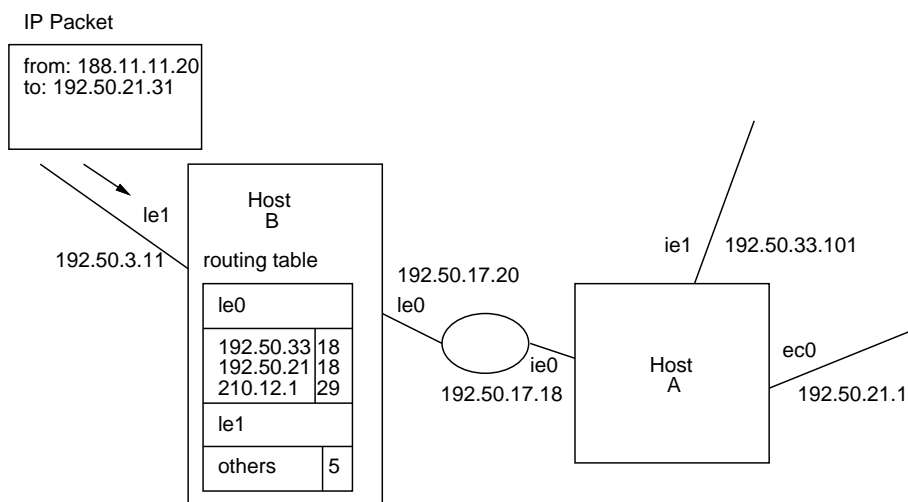 IP Packet
from: 188.11.11.20
to: 192.50.21.31
le1
192.50.3.11
Host
B
routing table
le0
192.50.33 18
192.50.21 18
210.12.1 29
le1
others 5
192.50.17.20
le0
ie0
192.50.17.18
ie1
192.50.33.101
Host
A
ec0
192.50.21.1